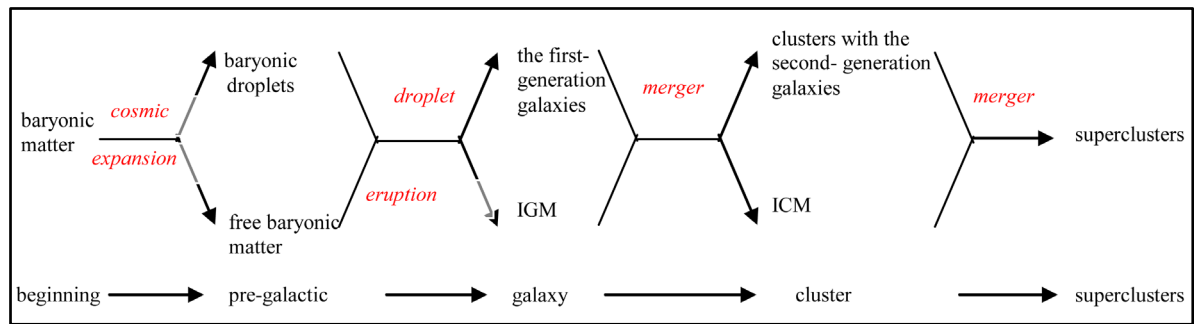 baryonic
matter
cosmic
expansion
baryonic
droplets
free baryonic
matter
droplet
eruption
the first-
generation
galaxies
IGM
merger
clusters with the
second- generation
galaxies
ICM
merger
superclusters
beginning
pre-galactic
galaxy
cluster
superclusters